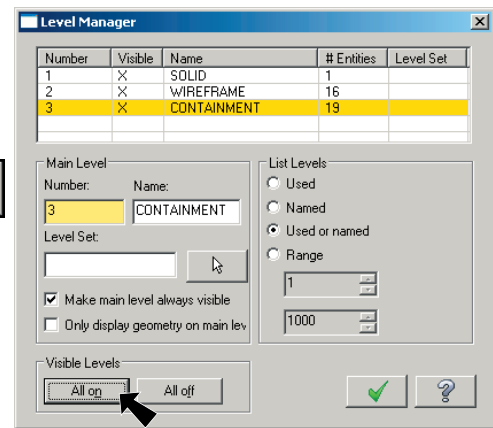 Level Manager
Number Visible Name # Entities Level Set
1 X SOLID 1
2 X WIREFRAME 16
3 X CONTAINMENT 19
Main Level
Number: Name:
3 CONTAINMENT
Level Set:
Make main level always visible
Only display geometry on main lev
List Levels
Used
Named
Used or named
Range
1
1000
Visible Levels
All on All off